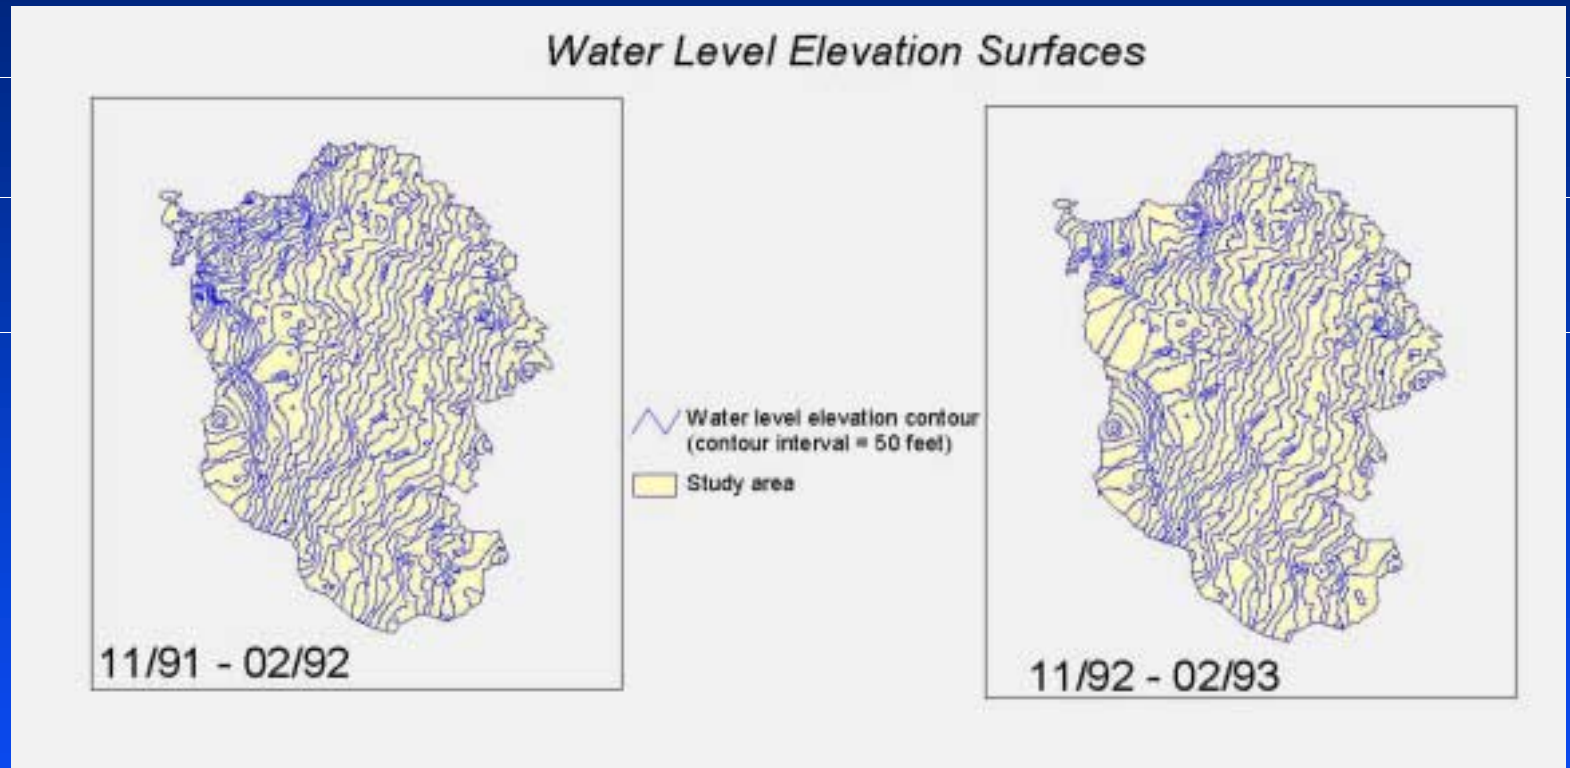 Water Level Elevation Surfaces
Water level elevation contour
(contour interval = 50 feet)
Study area
11/91 - 02/92
11/92 - 02/93